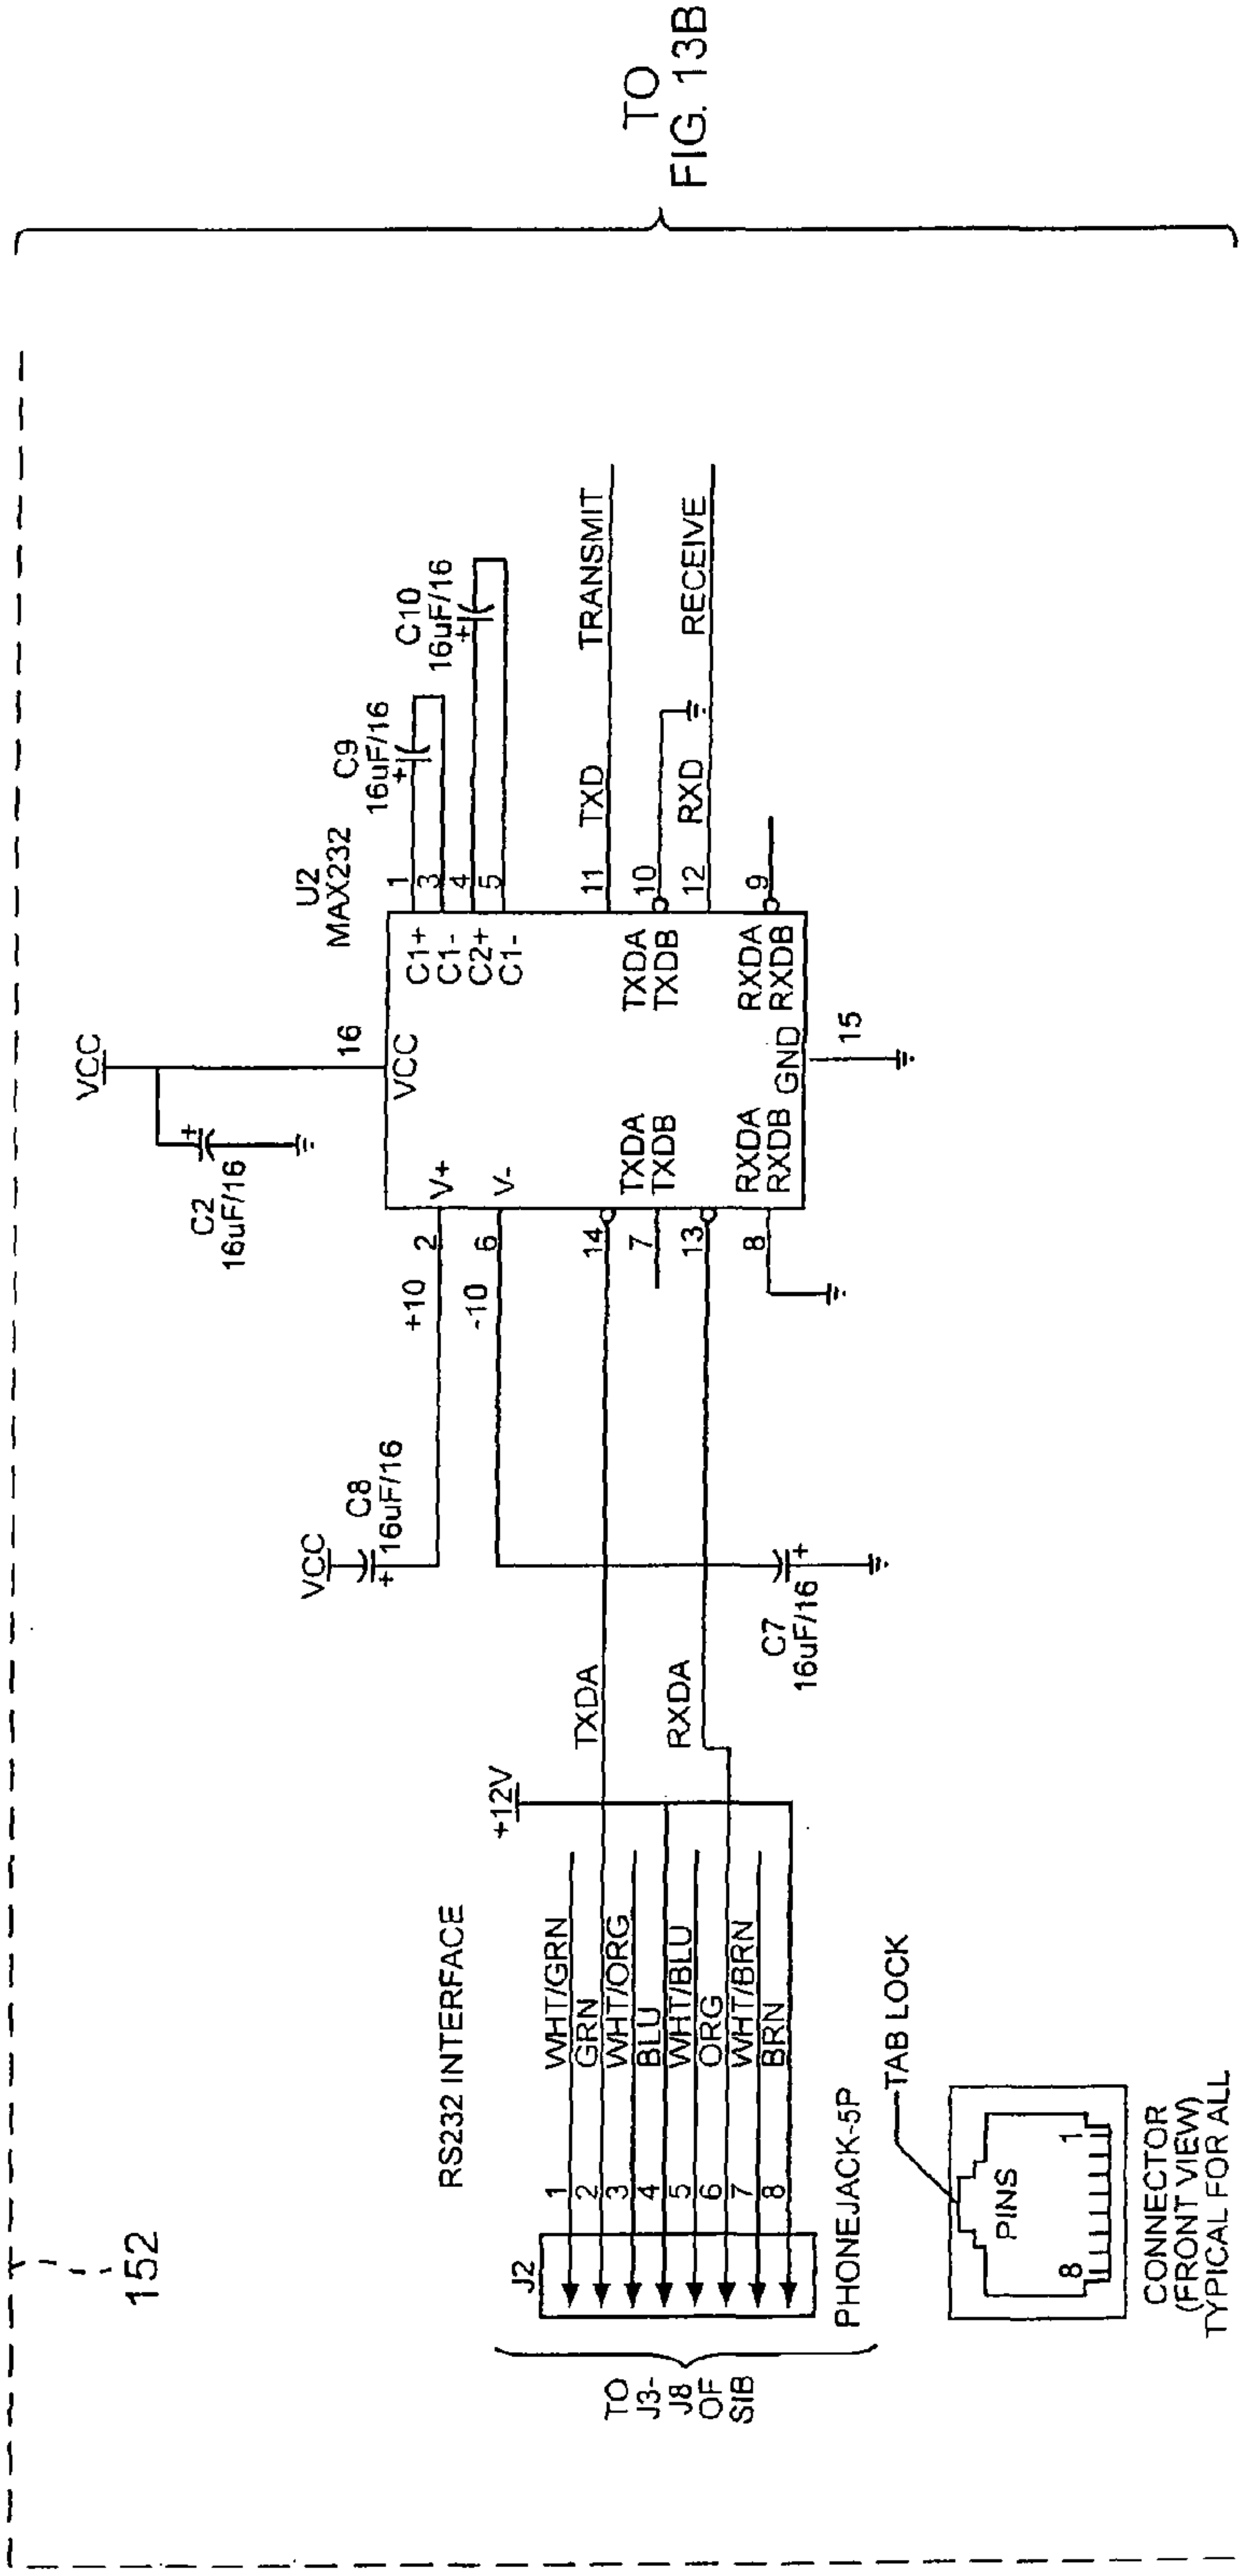 152
TO
FIG. 13B
VCC
C2
16uF/16
16
U2
MAX232
C9
16uF/16
+
C10
16uF/16
+
+
VCC
C8
16uF/16
+
+10
2
V+
VCC
C1+
1
C1-
3
C2+
4
C1-
5
-10
6
V-
14
TXDA
TXDA
11
TXD
TRANSMIT
7
TXDB
TXDB
10
13
12
RXD
RECEIVE
RXDA
RXDA
8
RXDB
RXDB
9
GND
15
C7
16uF/16
+
TXDA
RXDA
+12V
RS232 INTERFACE
J2
1
WHT/GRN
2
GRN
3
WHT/ORG
4
BLU
5
WHT/BLU
6
ORG
7
WHT/BRN
8
BRN
TO
J3-
J8
OF
SIB
PHONEJACK-5P
TAB LOCK
PINS
8
1
CONNECTOR
(FRONT VIEW)
TYPICAL FOR ALL